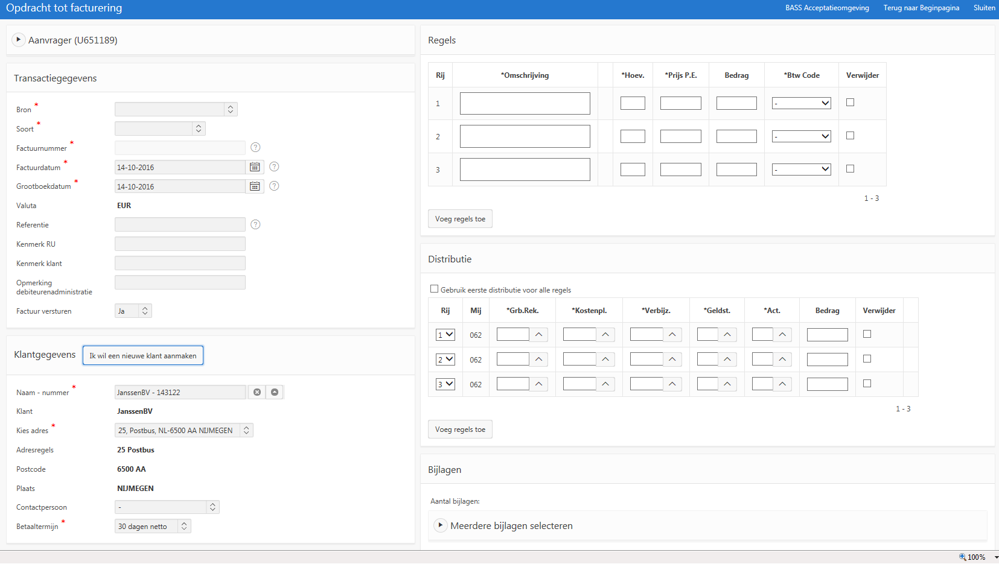 Opdracht tot facturering
BASS Acceptatieomgeving Terug naar Beginpagina Sluiten
Aanvrager (U651189)
Transactiegegevens
Bron *
Soort *
Factuurnummer * ?
Factuurdatum * 14-10-2016 ?
Grootboekdatum * 14-10-2016 ?
Valuta EUR
Referentie ?
Kenmerk RU
Kenmerk klant
Opmerking
debiteurenadministratie
Factuur versturen Ja
Klantgegevens Ik wil een nieuwe klant aanmaken
Naam - nummer * JanssenBV - 143122
Klant JanssenBV
Kies adres * 25, Postbus, NL-6500 AA NIJMEGEN
Adresregels 25 Postbus
Postcode 6500 AA
Plaats NIJMEGEN
Contactpersoon -
Betaaltermijn * 30 dagen netto
Regels
Rij *Omschrijving *Hoev. *Prijs P.E. Bedrag *Btw Code Verwijder
1 -
2 -
3 -
1 - 3
Voeg regels toe
Distributie
Gebruik eerste distributie voor alle regels
Rij Mij *Grb.Rek. *Kostenpl. *Verbijz. *Geldst. *Act. Bedrag Verwijder
1 062
2 062
3 062
1 - 3
Voeg regels toe
Bijlagen
Aantal bijlagen:
Meerdere bijlagen selecteren
100%